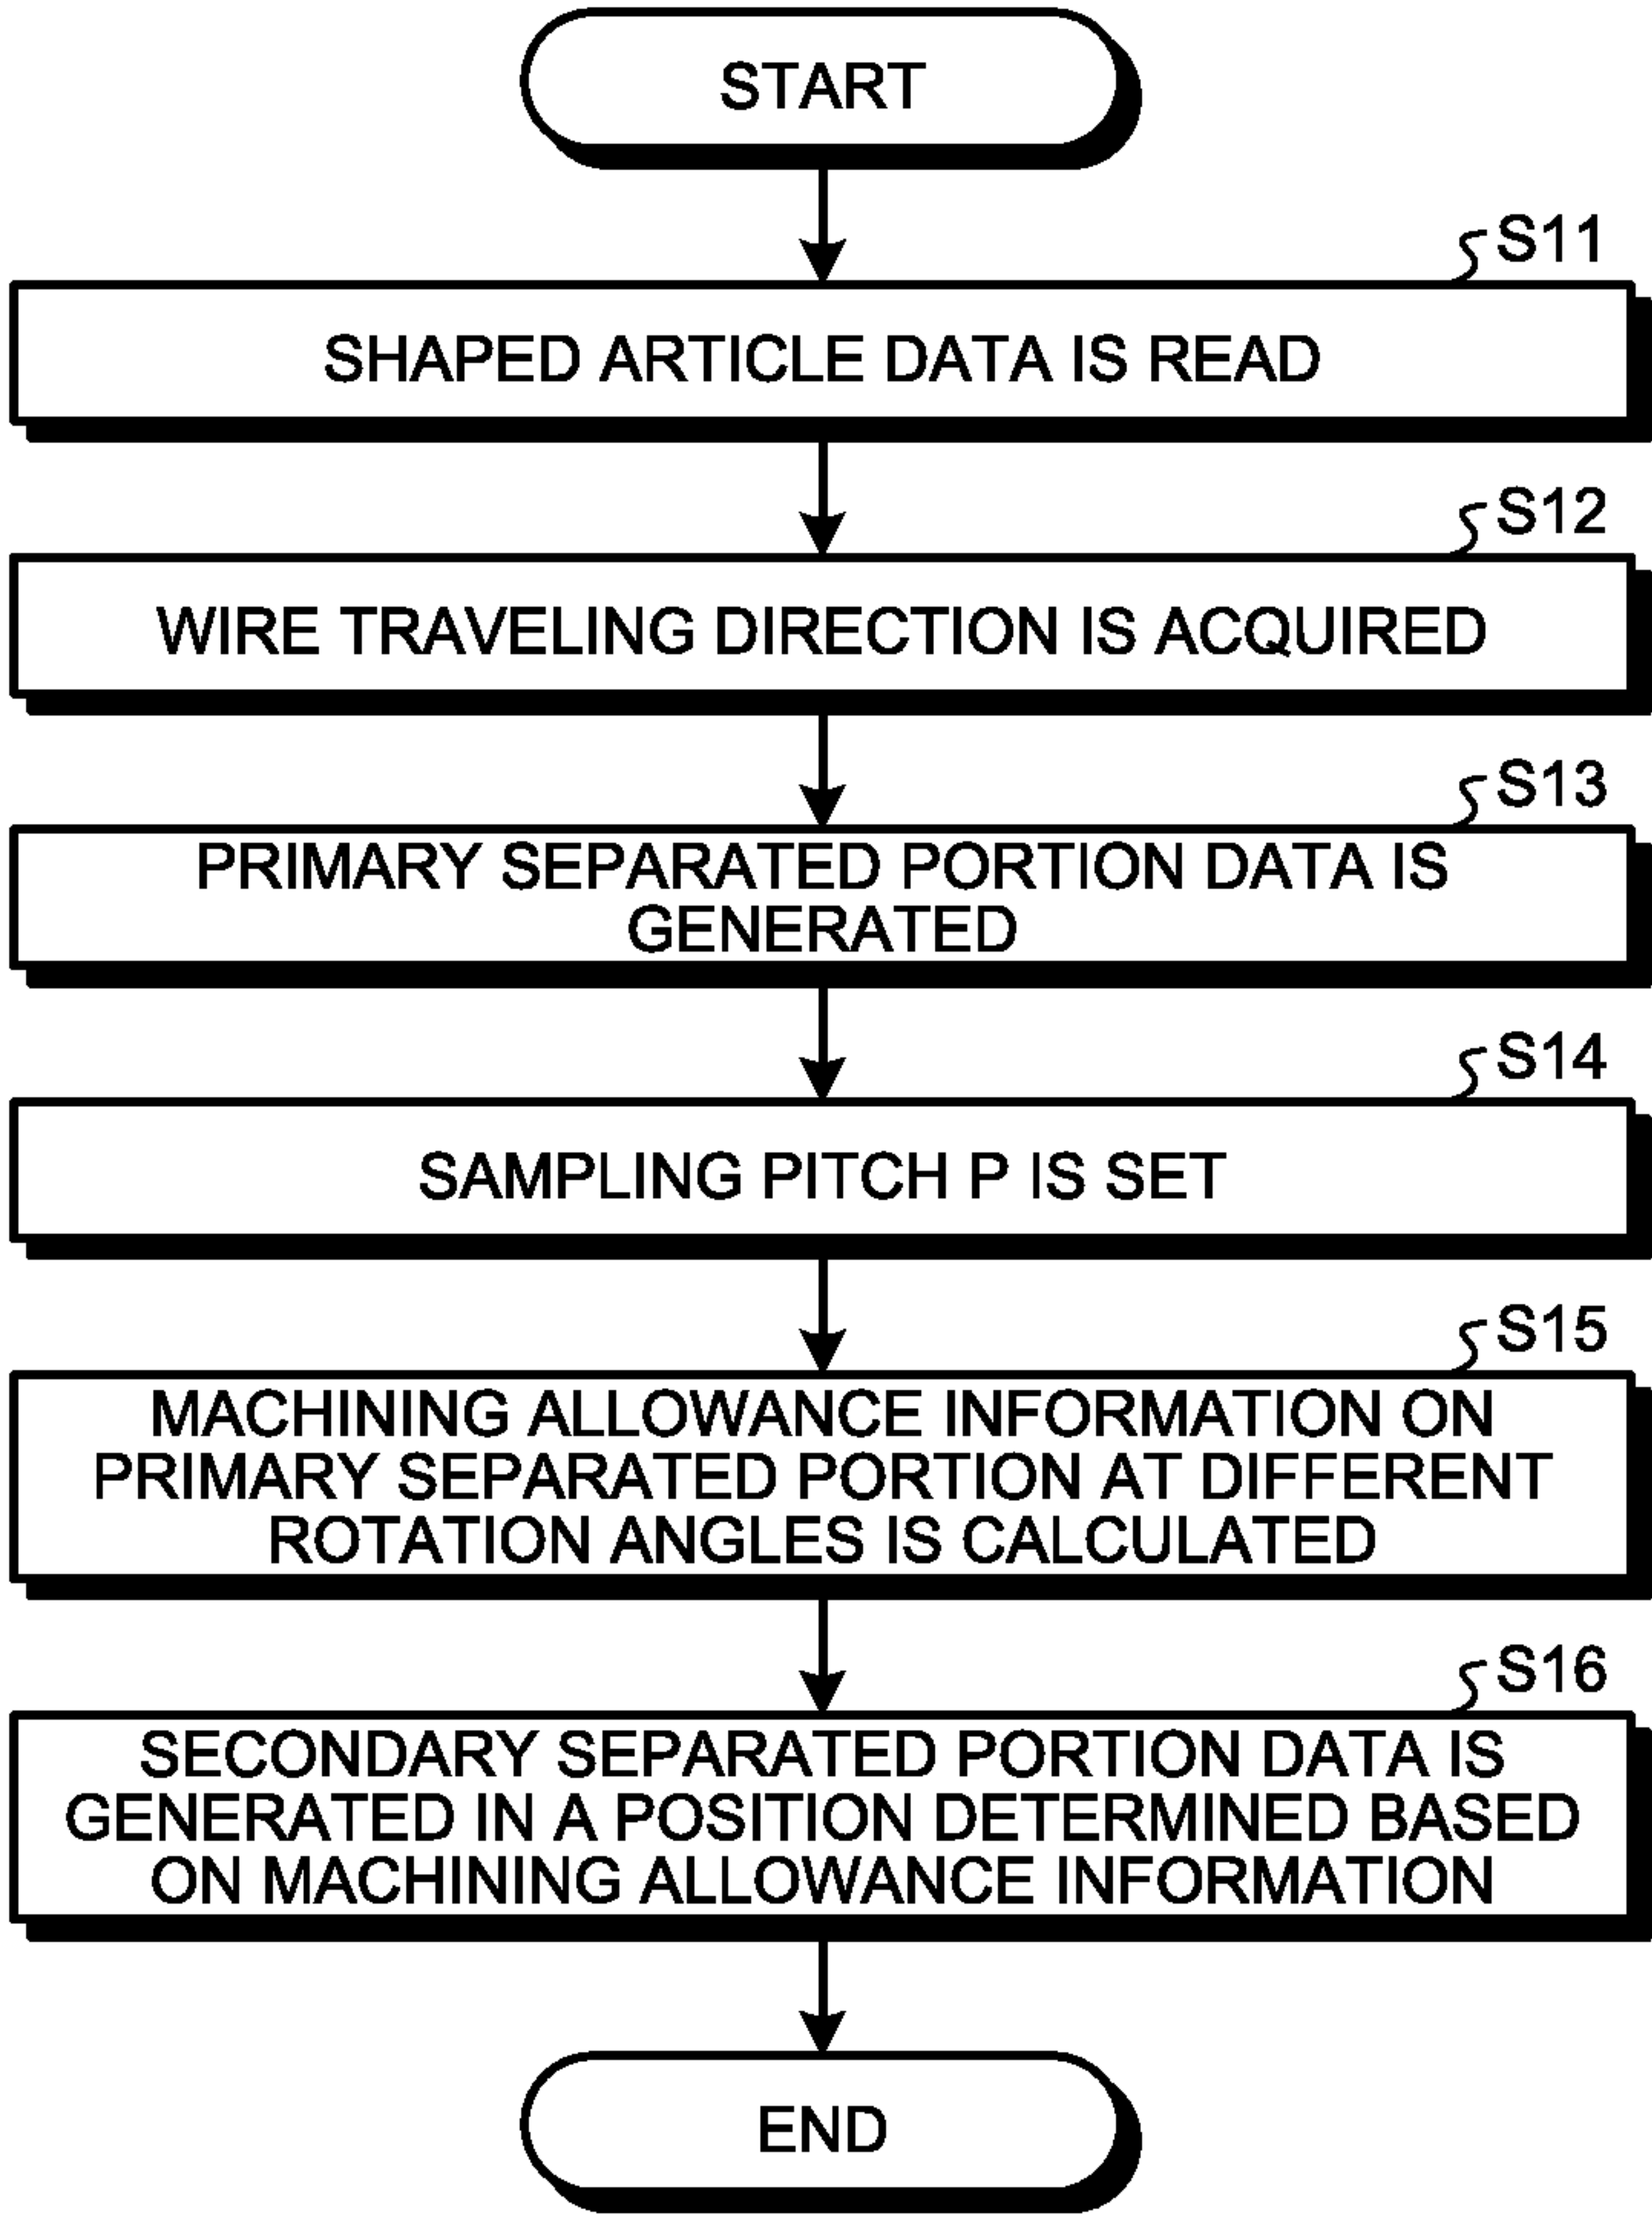 START
S11
SHAPED ARTICLE DATA IS READ
S12
WIRE TRAVELING DIRECTION IS ACQUIRED
S13
PRIMARY SEPARATED PORTION DATA IS
GENERATED
S14
SAMPLING PITCH P IS SET
S15
MACHINING ALLOWANCE INFORMATION ON
PRIMARY SEPARATED PORTION AT DIFFERENT
ROTATION ANGLES IS CALCULATED
S16
SECONDARY SEPARATED PORTION DATA IS
GENERATED IN A POSITION DETERMINED BASED
ON MACHINING ALLOWANCE INFORMATION
END